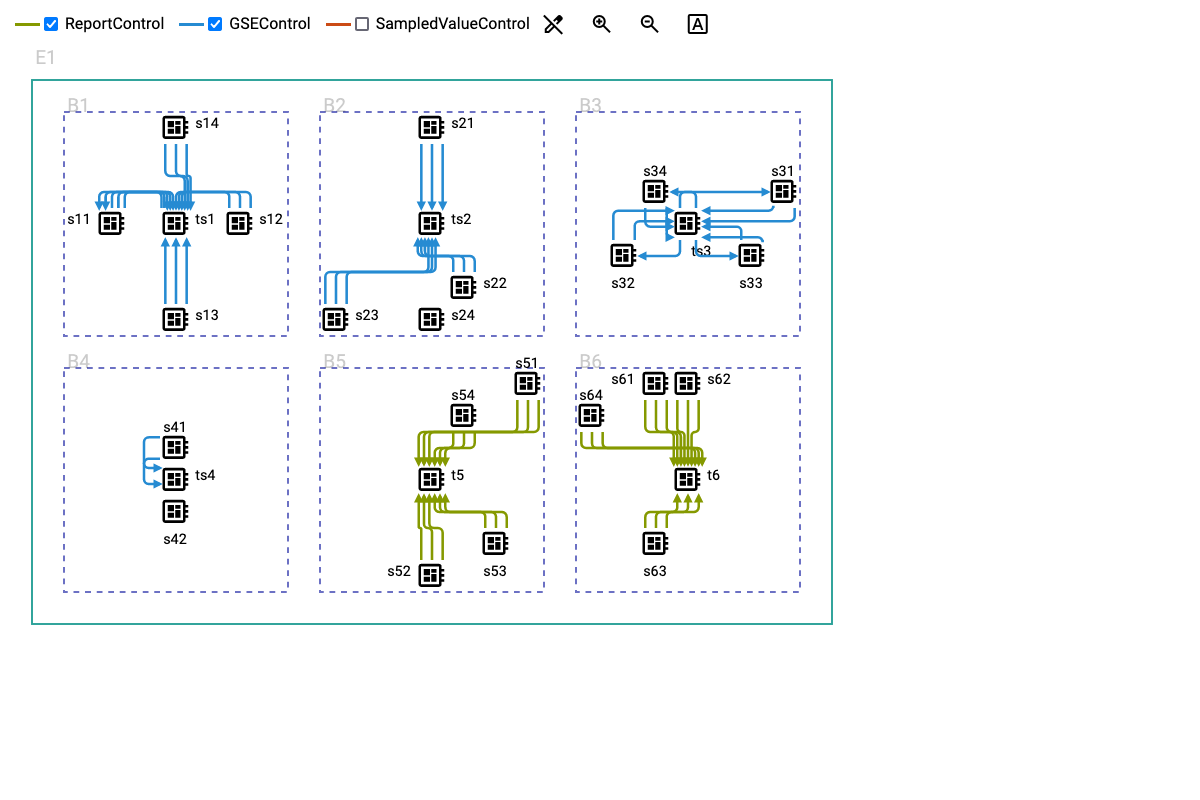 ReportControl GSEControl SampledValueControl A
E1
B1 B2 B3
s14 s21
s34 s31
s11 ts1 s12 ts2
ts3
s32 s33
s22
s13 s23 s24
B4 B5 B6
s51 s61 s62
s54 s64
s41
ts4 t5 t6
s42
s52 s53 s63